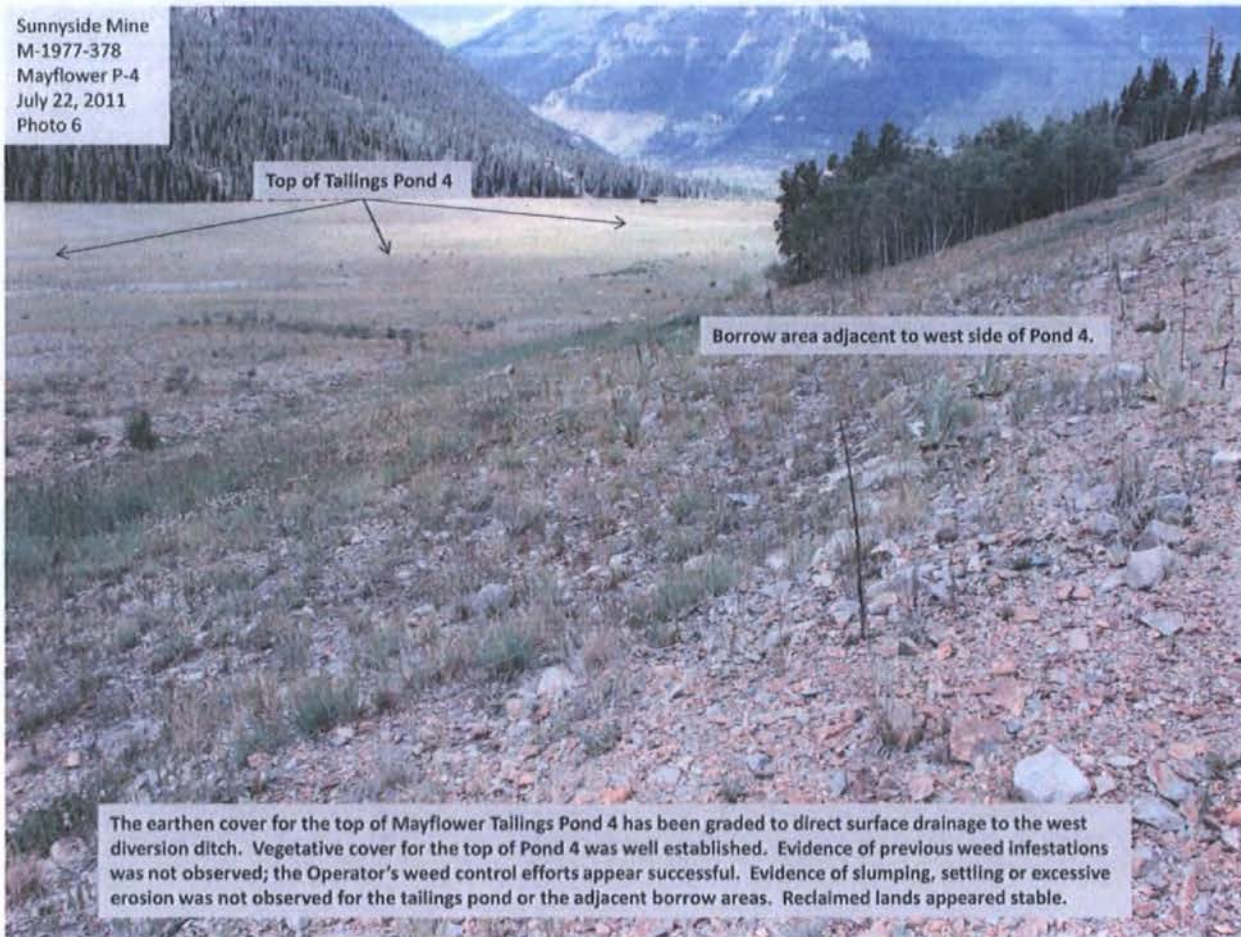 Sunnyside Mine
M-1977-378
Mayflower P-4
July 22, 2011
Photo 6
Top of Tailings Pond 4
Borrow area adjacent to west side of Pond 4.
The earthen cover for the top of Mayflower Tailings Pond 4 has been graded to direct surface drainage to the west
diversion ditch. Vegetative cover for the top of Pond 4 was well established. Evidence of previous weed infestations
was not observed; the Operator's weed control efforts appear successful. Evidence of slumping, settling or excessive
erosion was not observed for the tailings pond or the adjacent borrow areas. Reclaimed lands appeared stable.